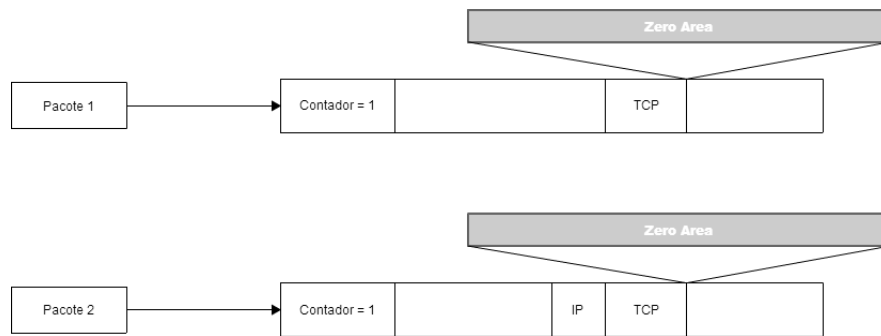 Zero Area
Pacote 1
Contador = 1
TCP
Zero Area
Pacote 2
Contador = 1
IP
TCP